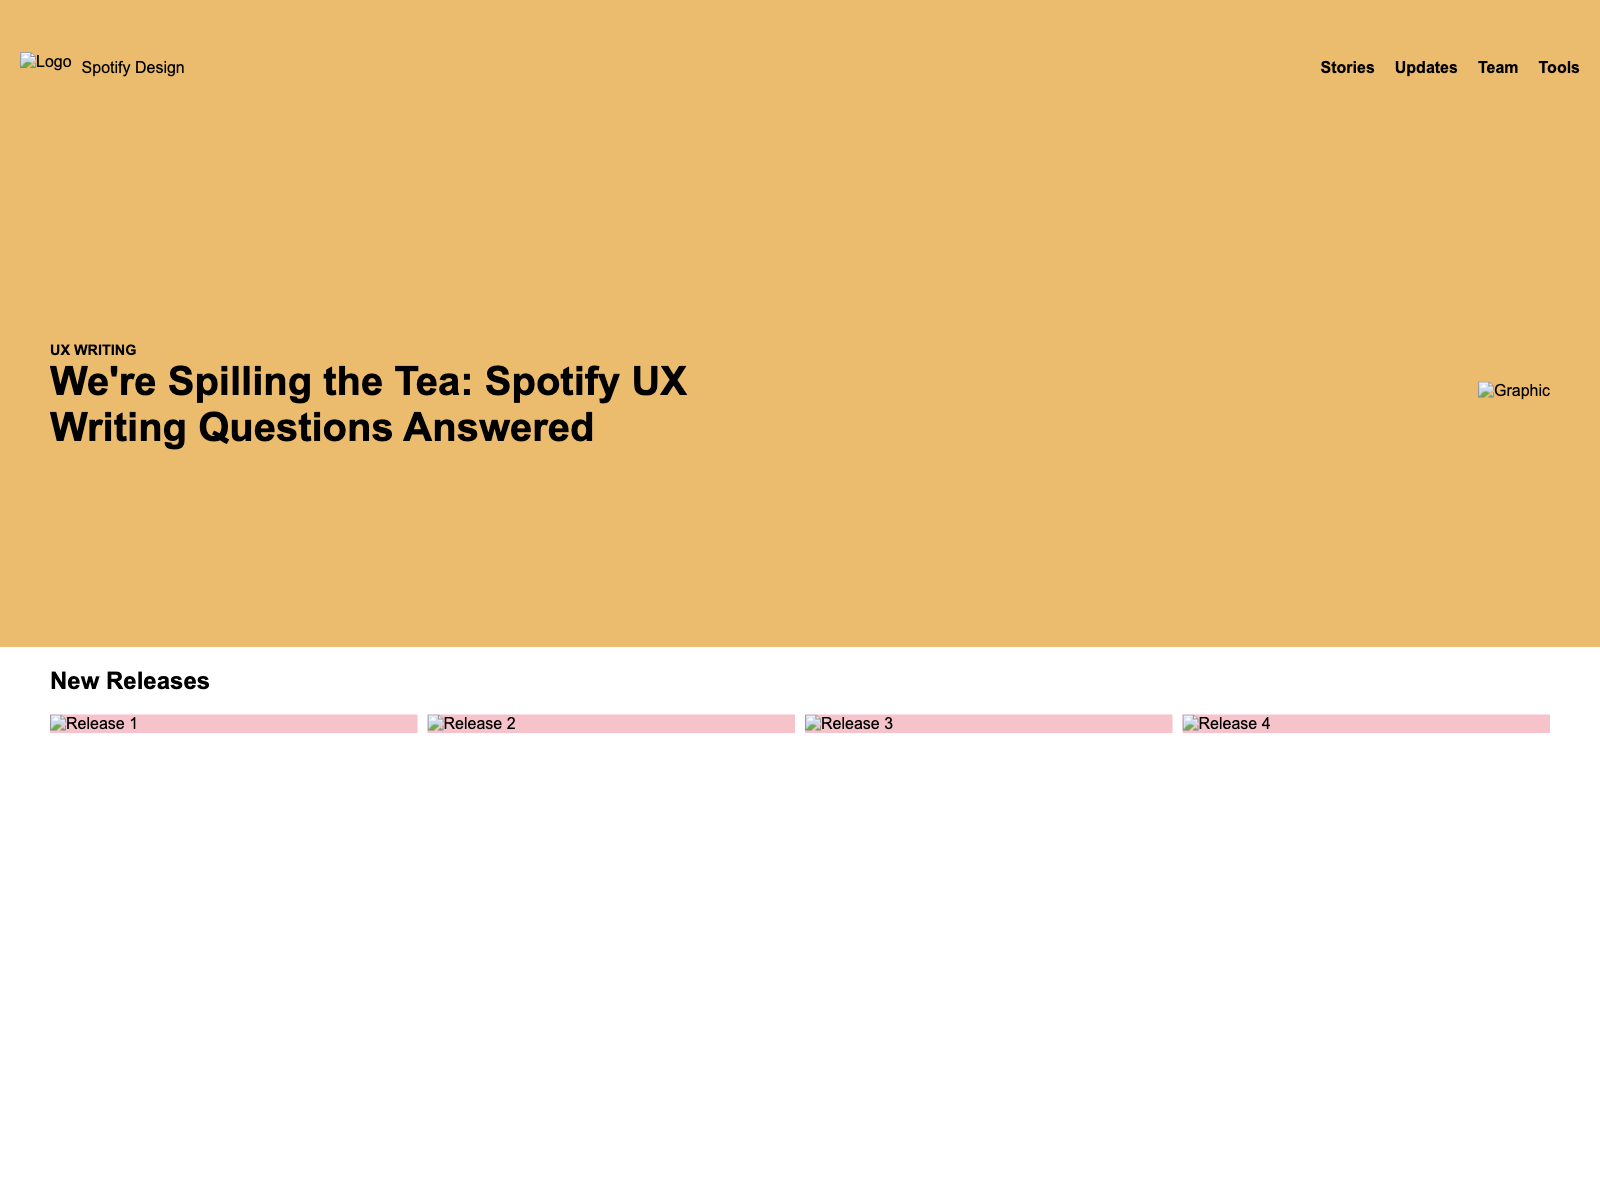 Logo Spotify Design Stories Updates Team Tools
UX WRITING
We're Spilling the Tea: Spotify UX
Writing Questions Answered
Graphic
New Releases
Release 1 Release 2 Release 3 Release 4